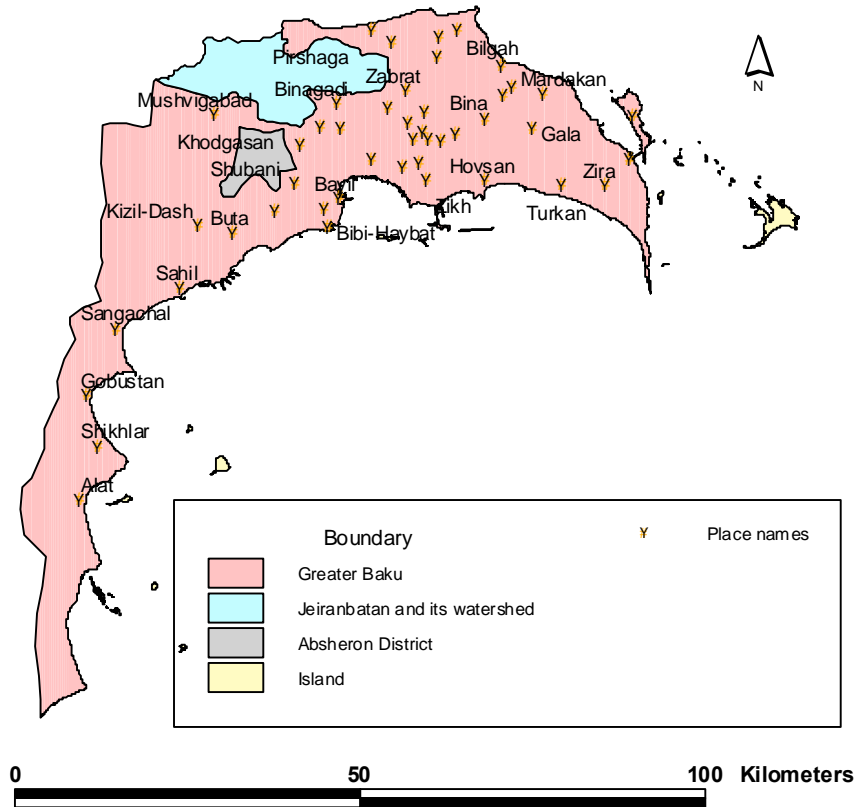 Pirshaga
Bilgah
Zabrat
Mardakan
Binagadi
Mushvigabad
Bina
Gala
Khodgasan
Shubani
Hovsan
Zira
Bayil
Zikh
Turkan
Kizil-Dash
Buta
Bibi-Haybat
Sahil
Sangachal
Gobustan
Shikhlar
Alat
N
Boundary
Place names
Greater Baku
Jeiranbatan and its watershed
Absheron District
Island
0 50 100 Kilometers